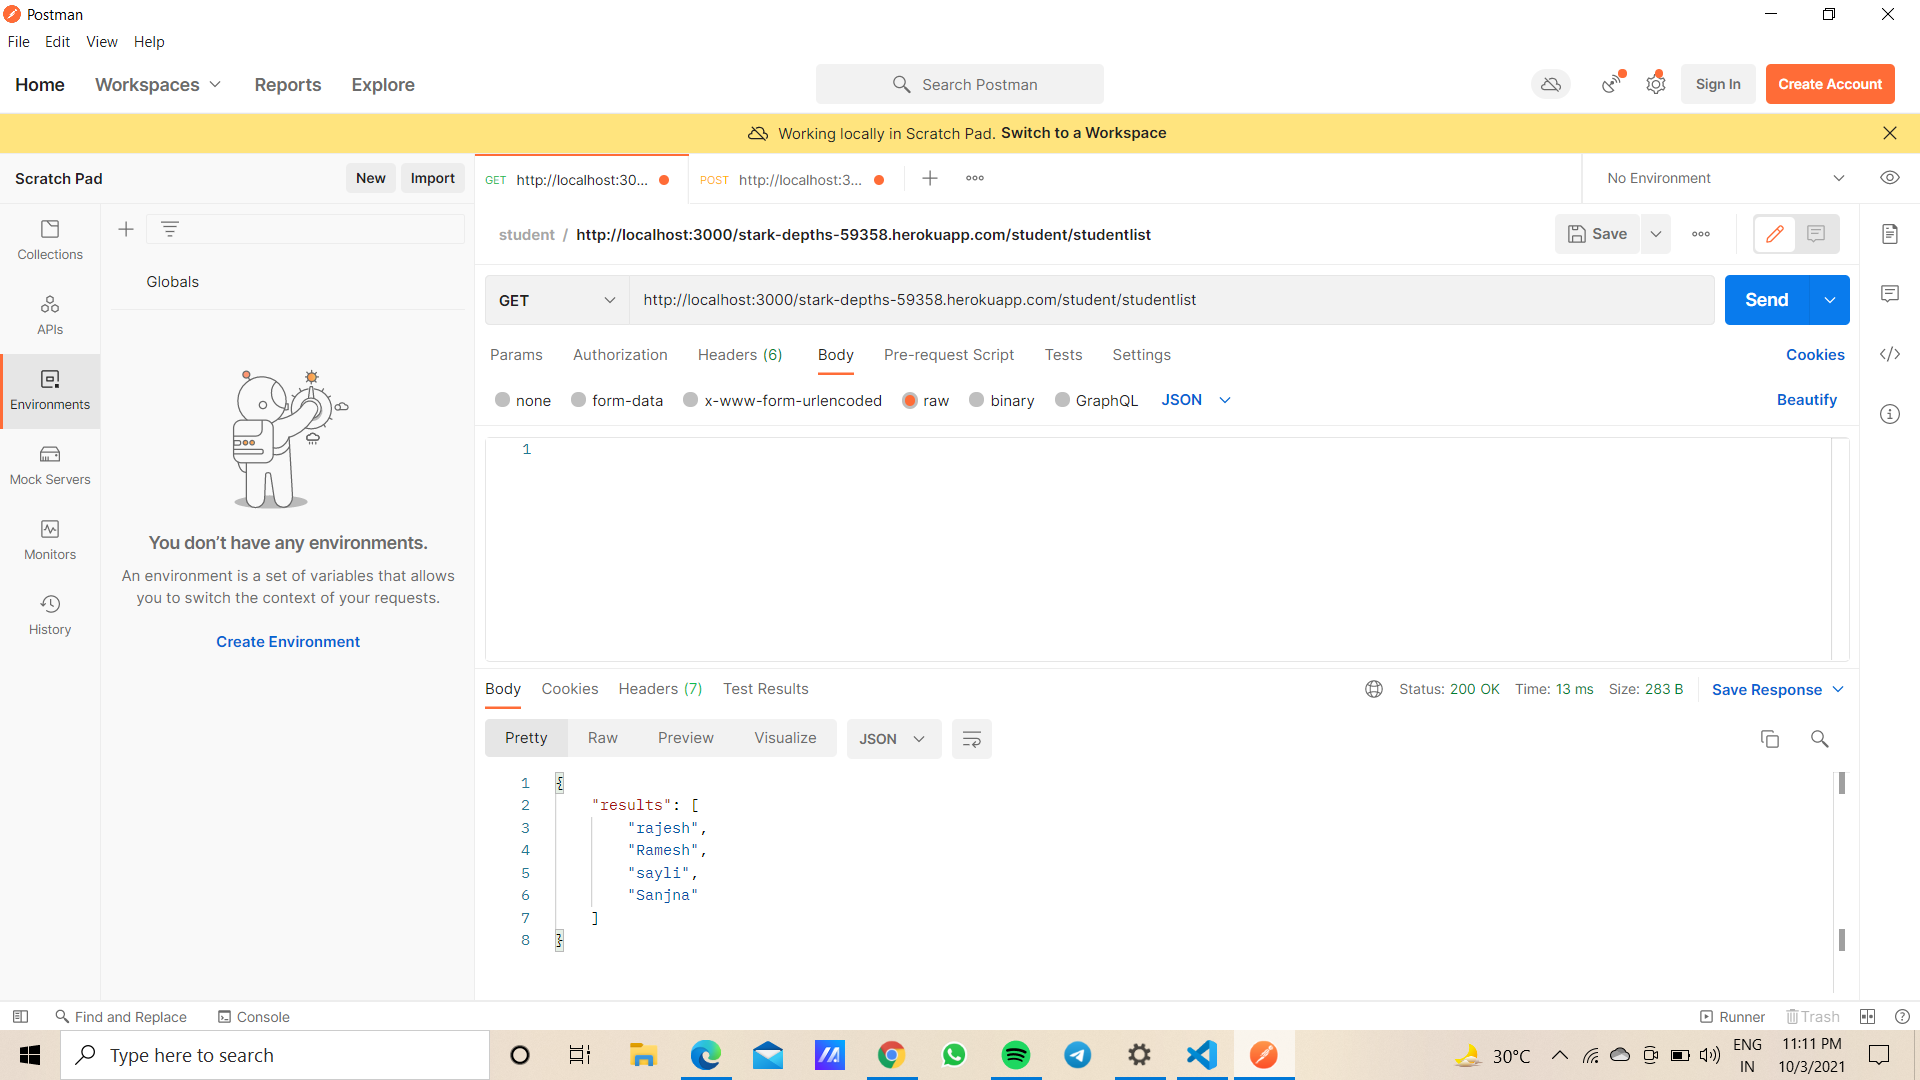 Postman
File Edit View Help
Home Workspaces Reports Explore Search Postman Sign In Create Account
Working locally in Scratch Pad. Switch to a Workspace
Scratch Pad New Import GET http://localhost:30... POST http://localhost:3... No Environment
student / http://localhost:3000/stark-depths-59358.herokuapp.com/student/studentlist Save
Collections
Globals
APIs
Environments
Mock Servers
Monitors
History
You don’t have any environments.
An environment is a set of variables that allows
you to switch the context of your requests.
Create Environment
GET http://localhost:3000/stark-depths-59358.herokuapp.com/student/studentlist Send
Params Authorization Headers (6) Body Pre-request Script Tests Settings Cookies
none form-data x-www-form-urlencoded raw binary GraphQL JSON Beautify
1
Body Cookies Headers (7) Test Results Status: 200 OK Time: 13 ms Size: 283 B Save Response
Pretty Raw Preview Visualize JSON
1 {
2 "results": [
3 "rajesh",
4 "Ramesh",
5 "sayli",
6 "Sanjna"
7 ]
8 }
Find and Replace Console Runner Trash
Type here to search 30°C ENG 11:11 PM
IN 10/3/2021